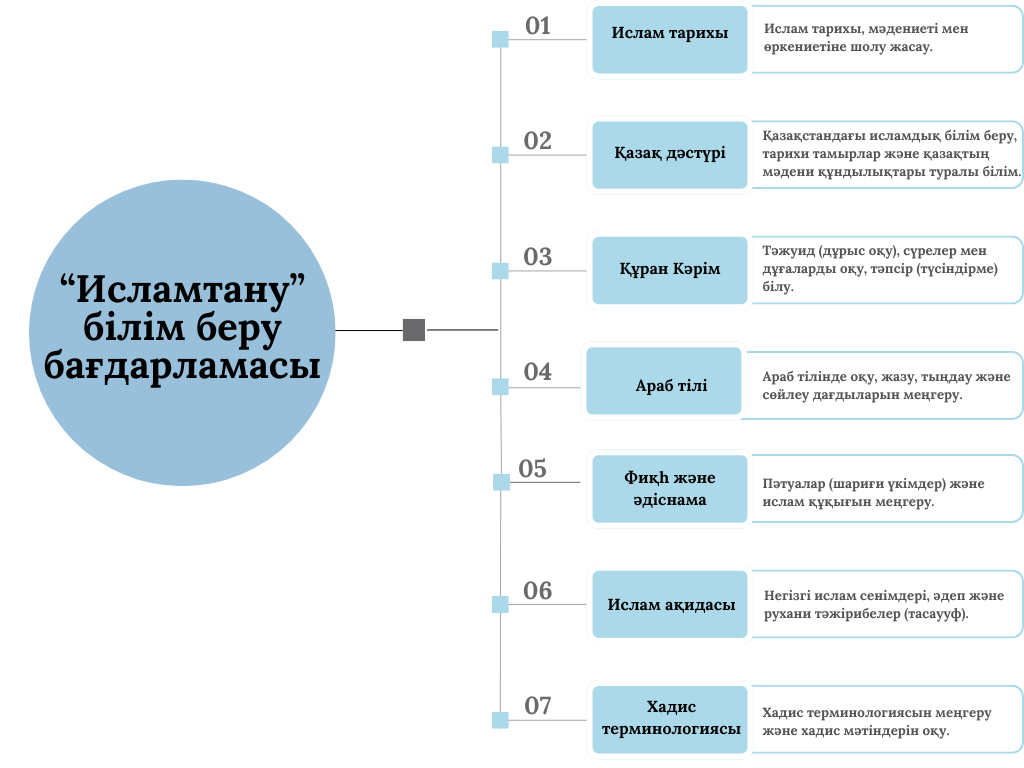 “Исламтану”
білім беру
бағдарламасы
01
Ислам тарихы
Ислам тарихы, мәдениеті мен
өркениетіне шолу жасау.
02
Қазақ дәстүрі
Қазақстандағы исламдық білім беру,
тарихи тамырлар және қазақтың
мәдени құндылықтары туралы білім.
03
Құран Кәрім
Тәжуид (дұрыс оқу), сүрелер мен
дұғаларды оқу, тәпсір (түсіндірме)
білу.
04
Араб тілі
Араб тілінде оқу, жазу, тыңдау және
сөйлеу дағдыларын меңгеру.
05
Фиқһ және
әдіснама
Пәтуалар (шариғи үкімдер) және
ислам құқығын меңгеру.
06
Ислам ақидасы
Негізгі ислам сенімдері, әдеп және
рухани тәжірибелер (тасаууф).
07
Хадис
терминологиясы
Хадис терминологиясын меңгеру
және хадис мәтіндерін оқу.